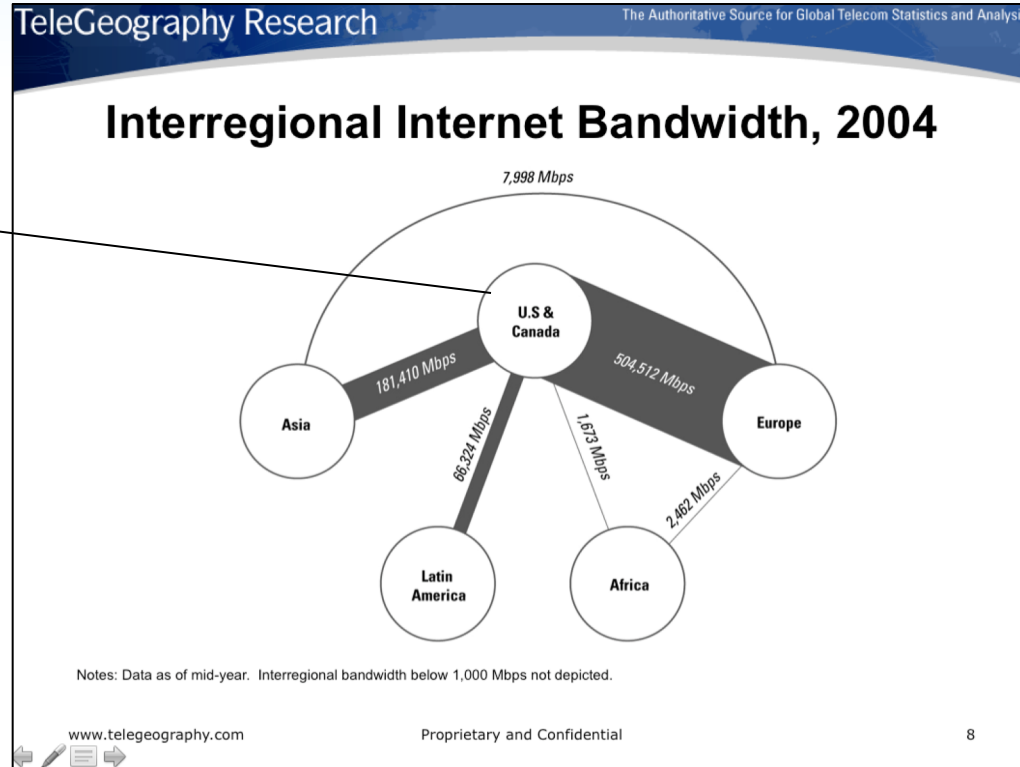 TeleGeography Research
The Authoritative Source for Global Telecom Statistics and Analysi
Interregional Internet Bandwidth, 2004
7,998 Mbps
U.S &
Canada
181,410 Mbps
504,512 Mbps
Asia
Europe
66,324 Mbps
1,673 Mbps
2,462 Mbps
Latin
America
Africa
Notes: Data as of mid-year. Interregional bandwidth below 1,000 Mbps not depicted.
www.telegeography.com
Proprietary and Confidential
8